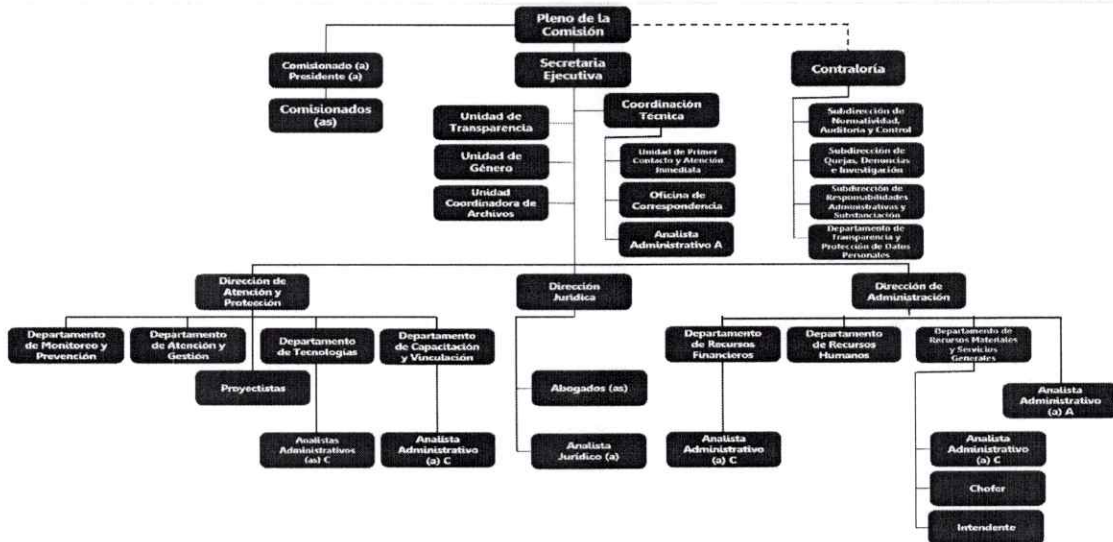 Pleno de la
Comisión
Comisionado (a)
Presidente (a)
Secretaria
Ejecutiva
Contraloría
Comisionados
(as)
Coordinación
Técnica
Unidad de
Transparencia
Unidad de
Género
Unidad
Coordinadora de
Archivos
Unidad de Primer
Contacto y Atención
Inmediata
Oficina de
Correspondencia
Analista
Administrativo A
Subdirección de
Normatividad,
Auditoría y Control
Subdirección de
Quejas, Denuncias
e Investigación
Subdirección de
Responsabilidades
Administrativas y
Substanciación
Departamento de
Transparencia y
Protección de Datos
Personales
Dirección de
Atención y
Protección
Dirección
Jurídica
Dirección de
Administración
Departamento
de Monitoreo y
Prevención
Departamento
de Atención y
Gestión
Departamento
de Tecnologías
Departamento
de Capacitación
y Vinculación
Departamento
de Recursos
Financieros
Departamento
de Recursos
Humanos
Departamento de
Recursos Materiales
y Servicios
Generales
Proyectistas
Abogados (as)
Analista
Administrativo
(a) A
Analistas
Administrativos
(as) C
Analista
Administrativo
(a) C
Analista
Jurídico (a)
Analista
Administrativo
(a) C
Analista
Administrativo
(a) C
Chofer
Intendente